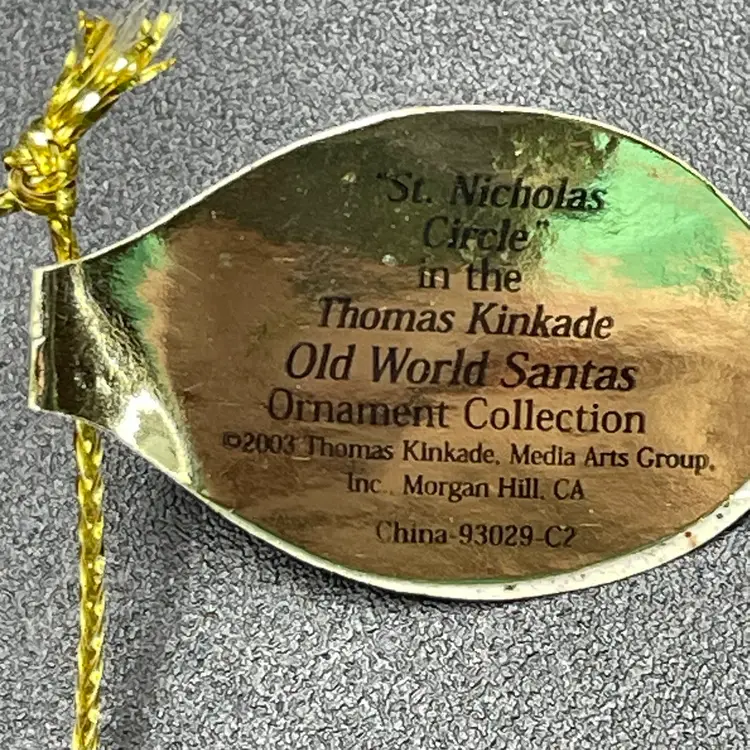 "St. Nicholas
Circle"
in the
Thomas Kinkade
Old World Santas
Ornament Collection
©2003 Thomas Kinkade, Media Arts Group,
Inc., Morgan Hill, CA
China-93029-C2